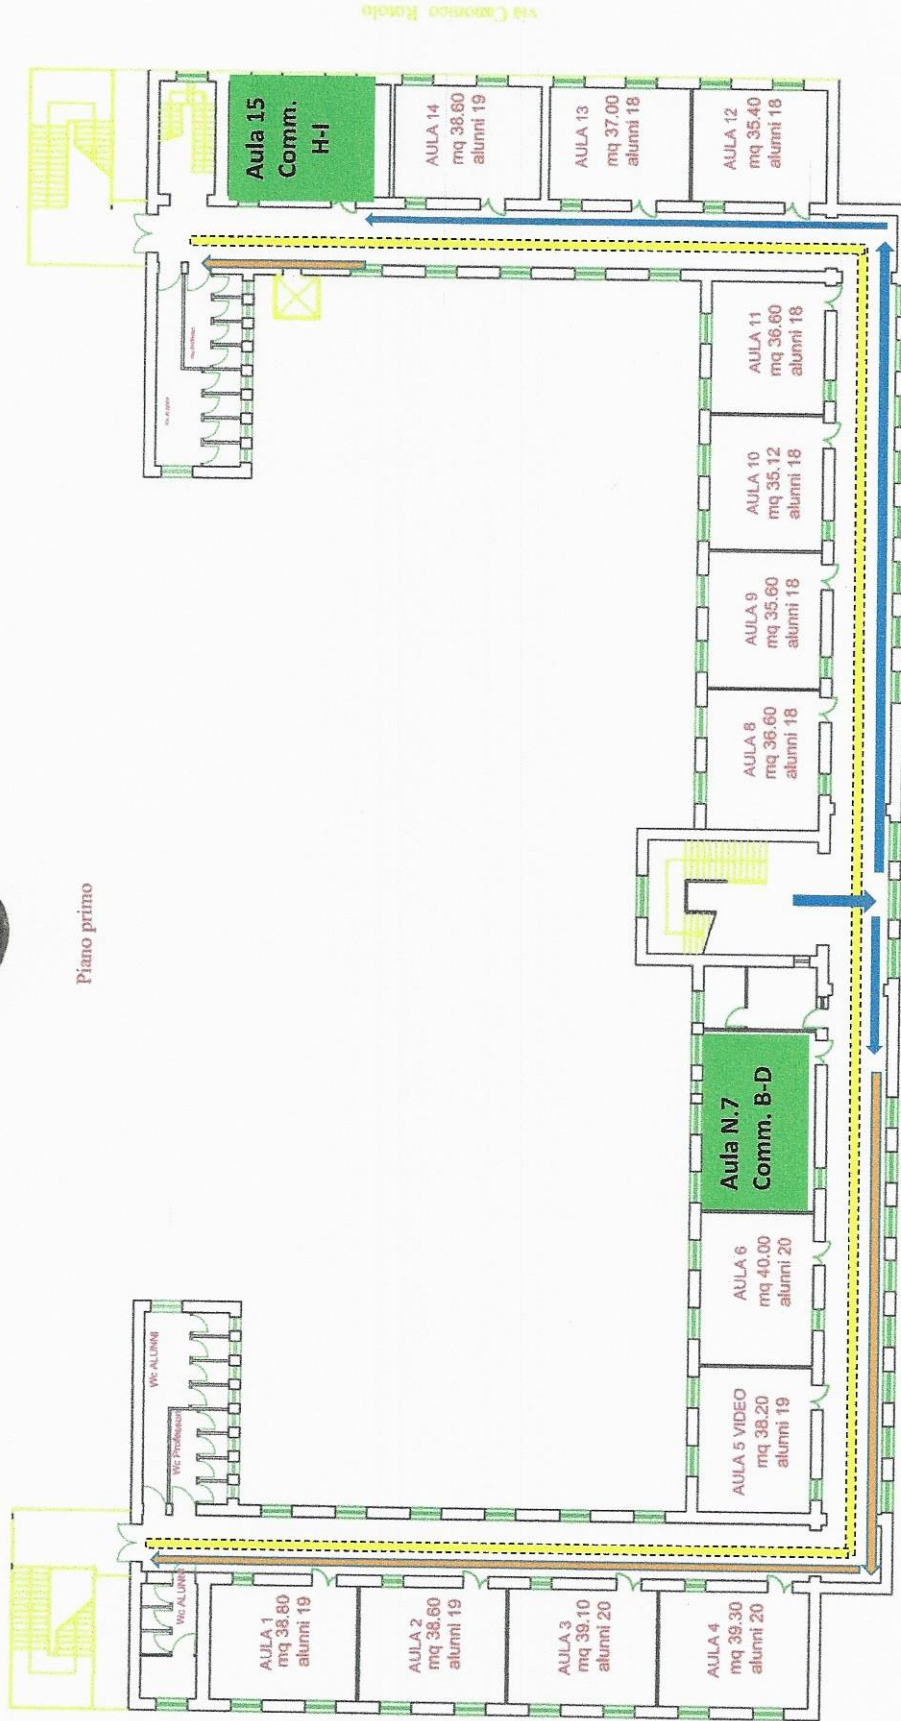 via Canonico Rotolo
Piano primo
Aula 15
Comm.
H-I
AULA 14
mq 38.60
alunni 19
AULA 13
mq 37.00
alunni 18
AULA 12
mq 35.40
alunni 18
AULA 11
mq 36.60
alunni 18
AULA 10
mq 35.12
alunni 18
AULA 9
mq 35.60
alunni 18
AULA 8
mq 36.60
alunni 18
Aula N.7
Comm. B-D
AULA 6
mq 40.00
alunni 20
AULA 5 VIDEO
mq 38.20
alunni 19
Wc ALUNNI
Wc Professori
Wc ALUNNI
AULA 1
mq 38.80
alunni 19
AULA 2
mq 38.60
alunni 19
AULA 3
mq 39.10
alunni 20
AULA 4
mq 39.30
alunni 20